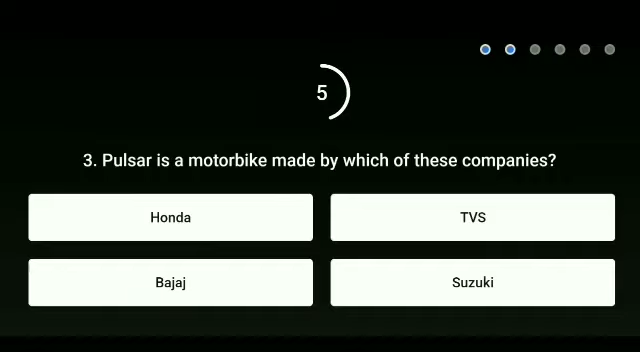 5
3. Pulsar is a motorbike made by which of these companies?
Honda
TVS
Bajaj
Suzuki